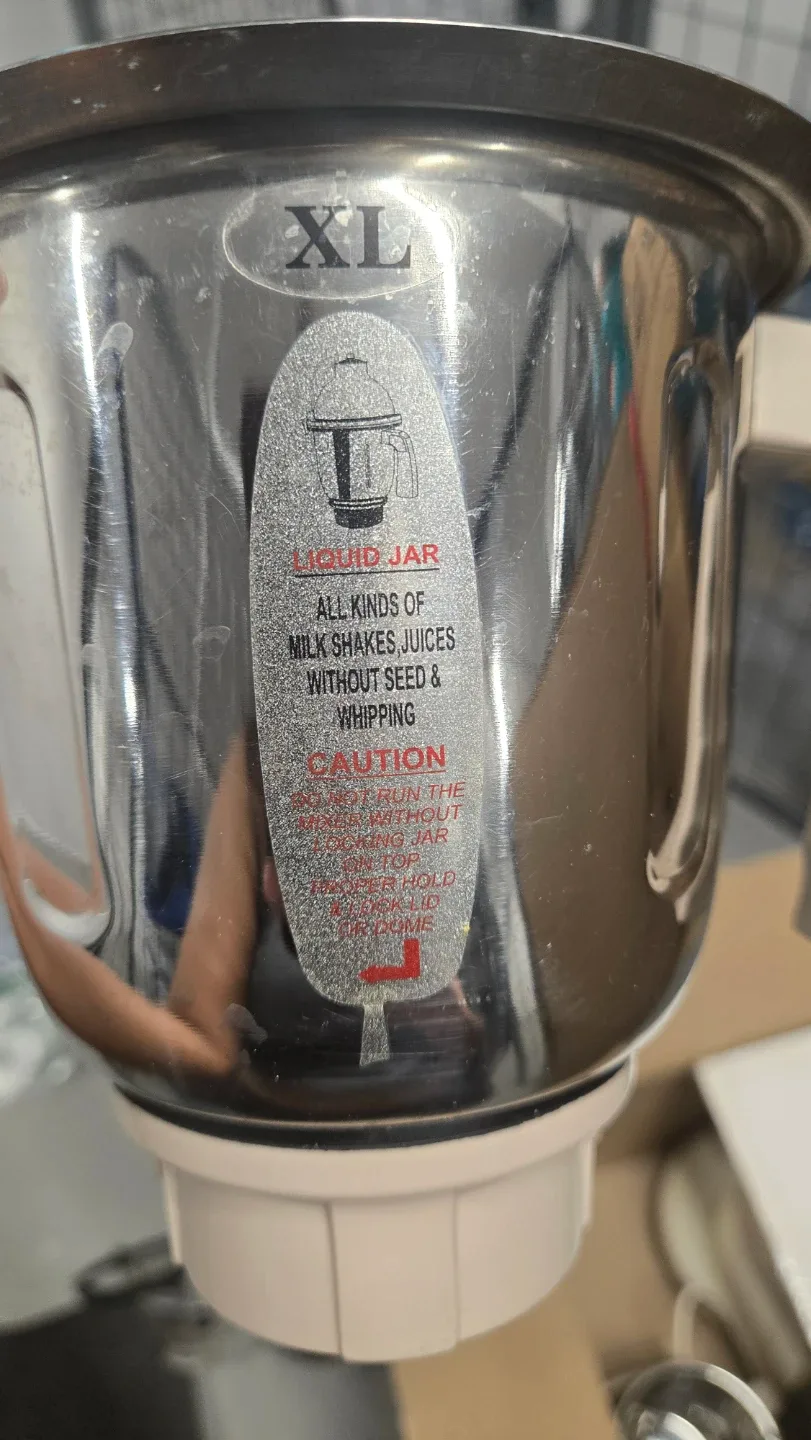 XL
LIQUID JAR
ALL KINDS OF
MILK SHAKES,JUICES
WITHOUT SEED &
WHIPPING
CAUTION
DO NOT RUN THE
MIXER WITHOUT
LOCKING JAR
ON TOP
PROPER HOLD
& LOCK LID
OR DOME